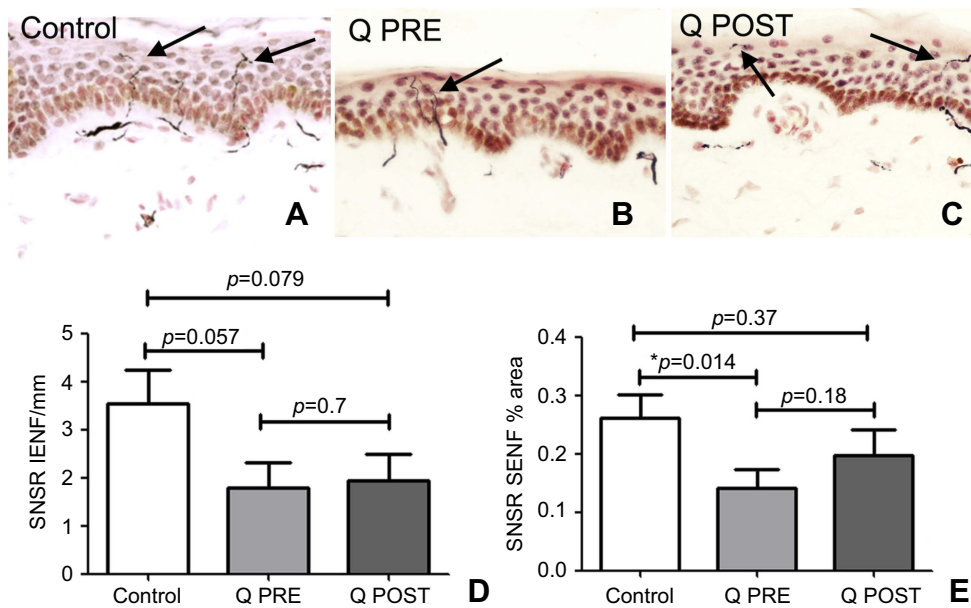 Control
Q PRE
Q POST
A
B
C
p=0.079
p=0.057
p=0.7
SNSR IENF/mm
5
4
3
2
1
0
Control
Q PRE
Q POST
D
p=0.37
*p=0.014
p=0.18
SNSR SENF % area
0.4
0.3
0.2
0.1
0.0
Control
Q PRE
Q POST
E